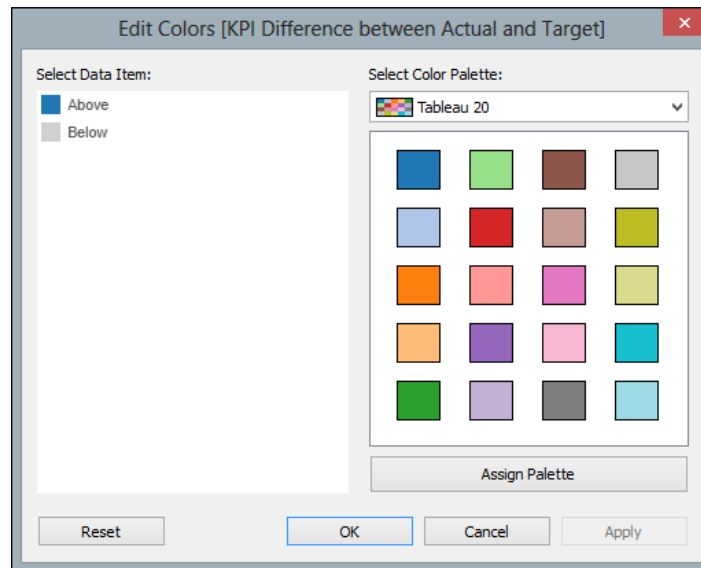 Edit Colors [KPI Difference between Actual and Target]
Select Data Item:
Above
Below
Select Color Palette:
Tableau 20
Assign Palette
Reset
OK
Cancel
Apply